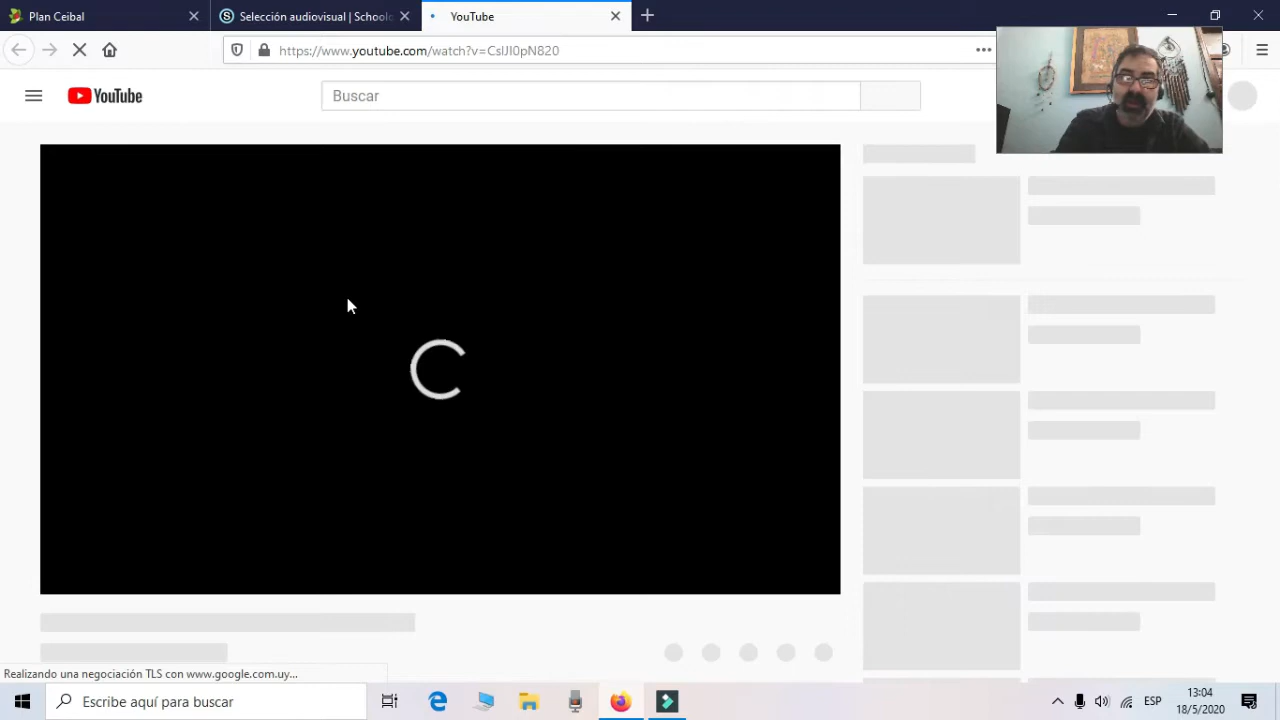 Plan Ceibal
Selección audiovisual | School
YouTube
https://www.youtube.com/watch?v=CslJl0pN820
YouTube
Buscar
Realizando una negociación TLS con www.google.com.uy...
Escribe aquí para buscar
ESP
13:04
18/5/2020